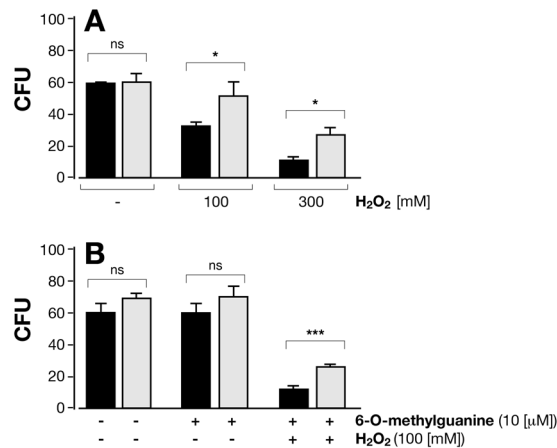 A
CFU
100
80
60
40
20
0
ns
*
*
- 100 300 H₂O₂ [mM]
B
CFU
100
80
60
40
20
0
ns
ns
***
- - + + + + 6-O-methylguanine (10 [µM])
- - - - + + H₂O₂ (100 [mM])